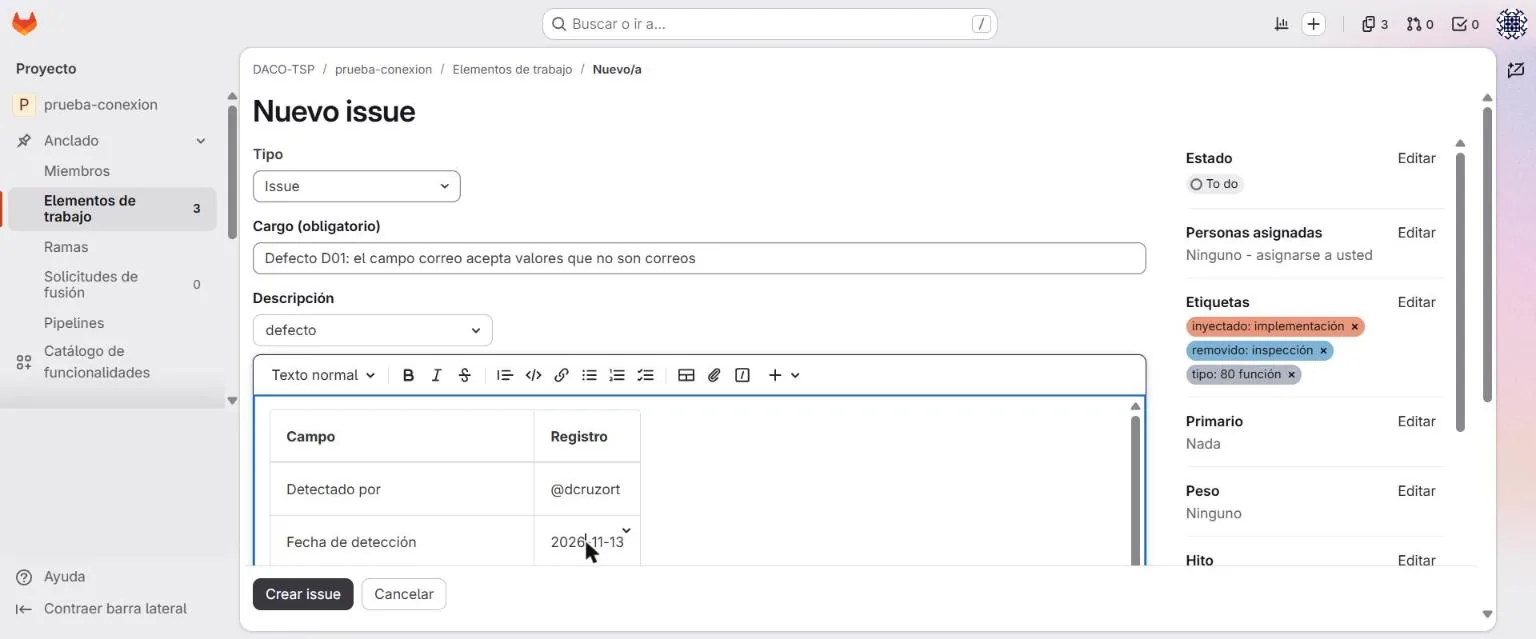 Buscar o ir a...
/
3
0
0
Proyecto
P prueba-conexion
Anclado
Miembros
Elementos de trabajo
3
Ramas
Solicitudes de fusión
0
Pipelines
Catálogo de funcionalidades
Ayuda
Contraer barra lateral
DACO-TSP / prueba-conexion / Elementos de trabajo / Nuevo/a
Nuevo issue
Tipo
Issue
Cargo (obligatorio)
Defecto D01: el campo correo acepta valores que no son correos
Descripción
defecto
Texto normal
B I S
Campo Registro
Detectado por @dcruzort
Fecha de detección 2026-11-13
Crear issue Cancelar
Estado Editar
To do
Personas asignadas Editar
Ninguno - asignarse a usted
Etiquetas Editar
inyectado: implementación ×
removido: inspección ×
tipo: 80 función ×
Primario Editar
Nada
Peso Editar
Ninguno
Hito Editar